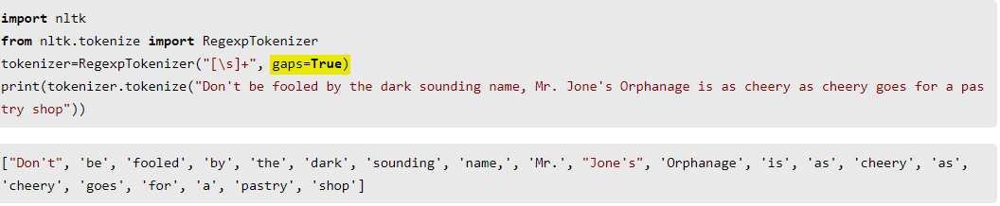 import nltk
from nltk.tokenize import RegexpTokenizer
tokenizer=RegexpTokenizer("[\s]+", gaps=True)
print(tokenizer.tokenize("Don't be fooled by the dark sounding name, Mr. Jone's Orphanage is as cheery as cheery goes for a pas
try shop"))
["Don't", 'be', 'fooled', 'by', 'the', 'dark', 'sounding', 'name,', 'Mr.', "Jone's", 'Orphanage', 'is', 'as', 'cheery', 'as',
'cheery', 'goes', 'for', 'a', 'pastry', 'shop']